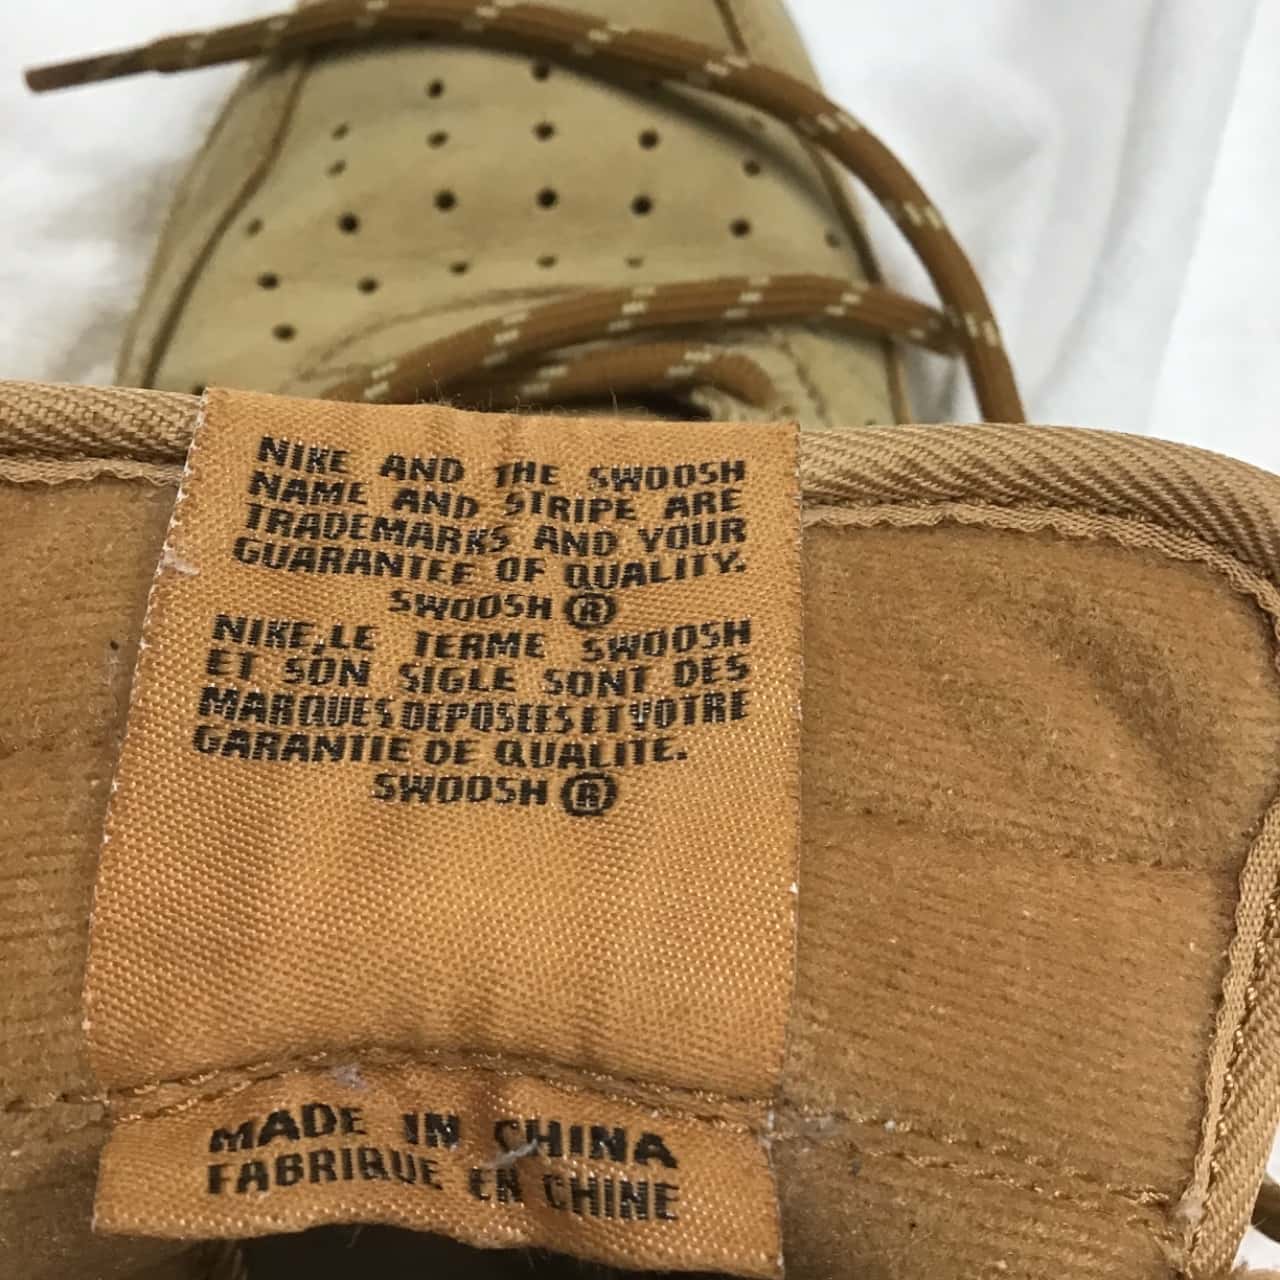 NIKE AND THE SWOOSH
NAME AND STRIPE ARE
TRADEMARKS AND YOUR
GUARANTEE OF QUALITY.
SWOOSH ®
NIKE,LE TERME SWOOSH
ET SON SIGLE SONT DES
MARQUES DEPOSEES ET VOTRE
GARANTIE DE QUALITE.
SWOOSH ®
MADE IN CHINA
FABRIQUE EN CHINE